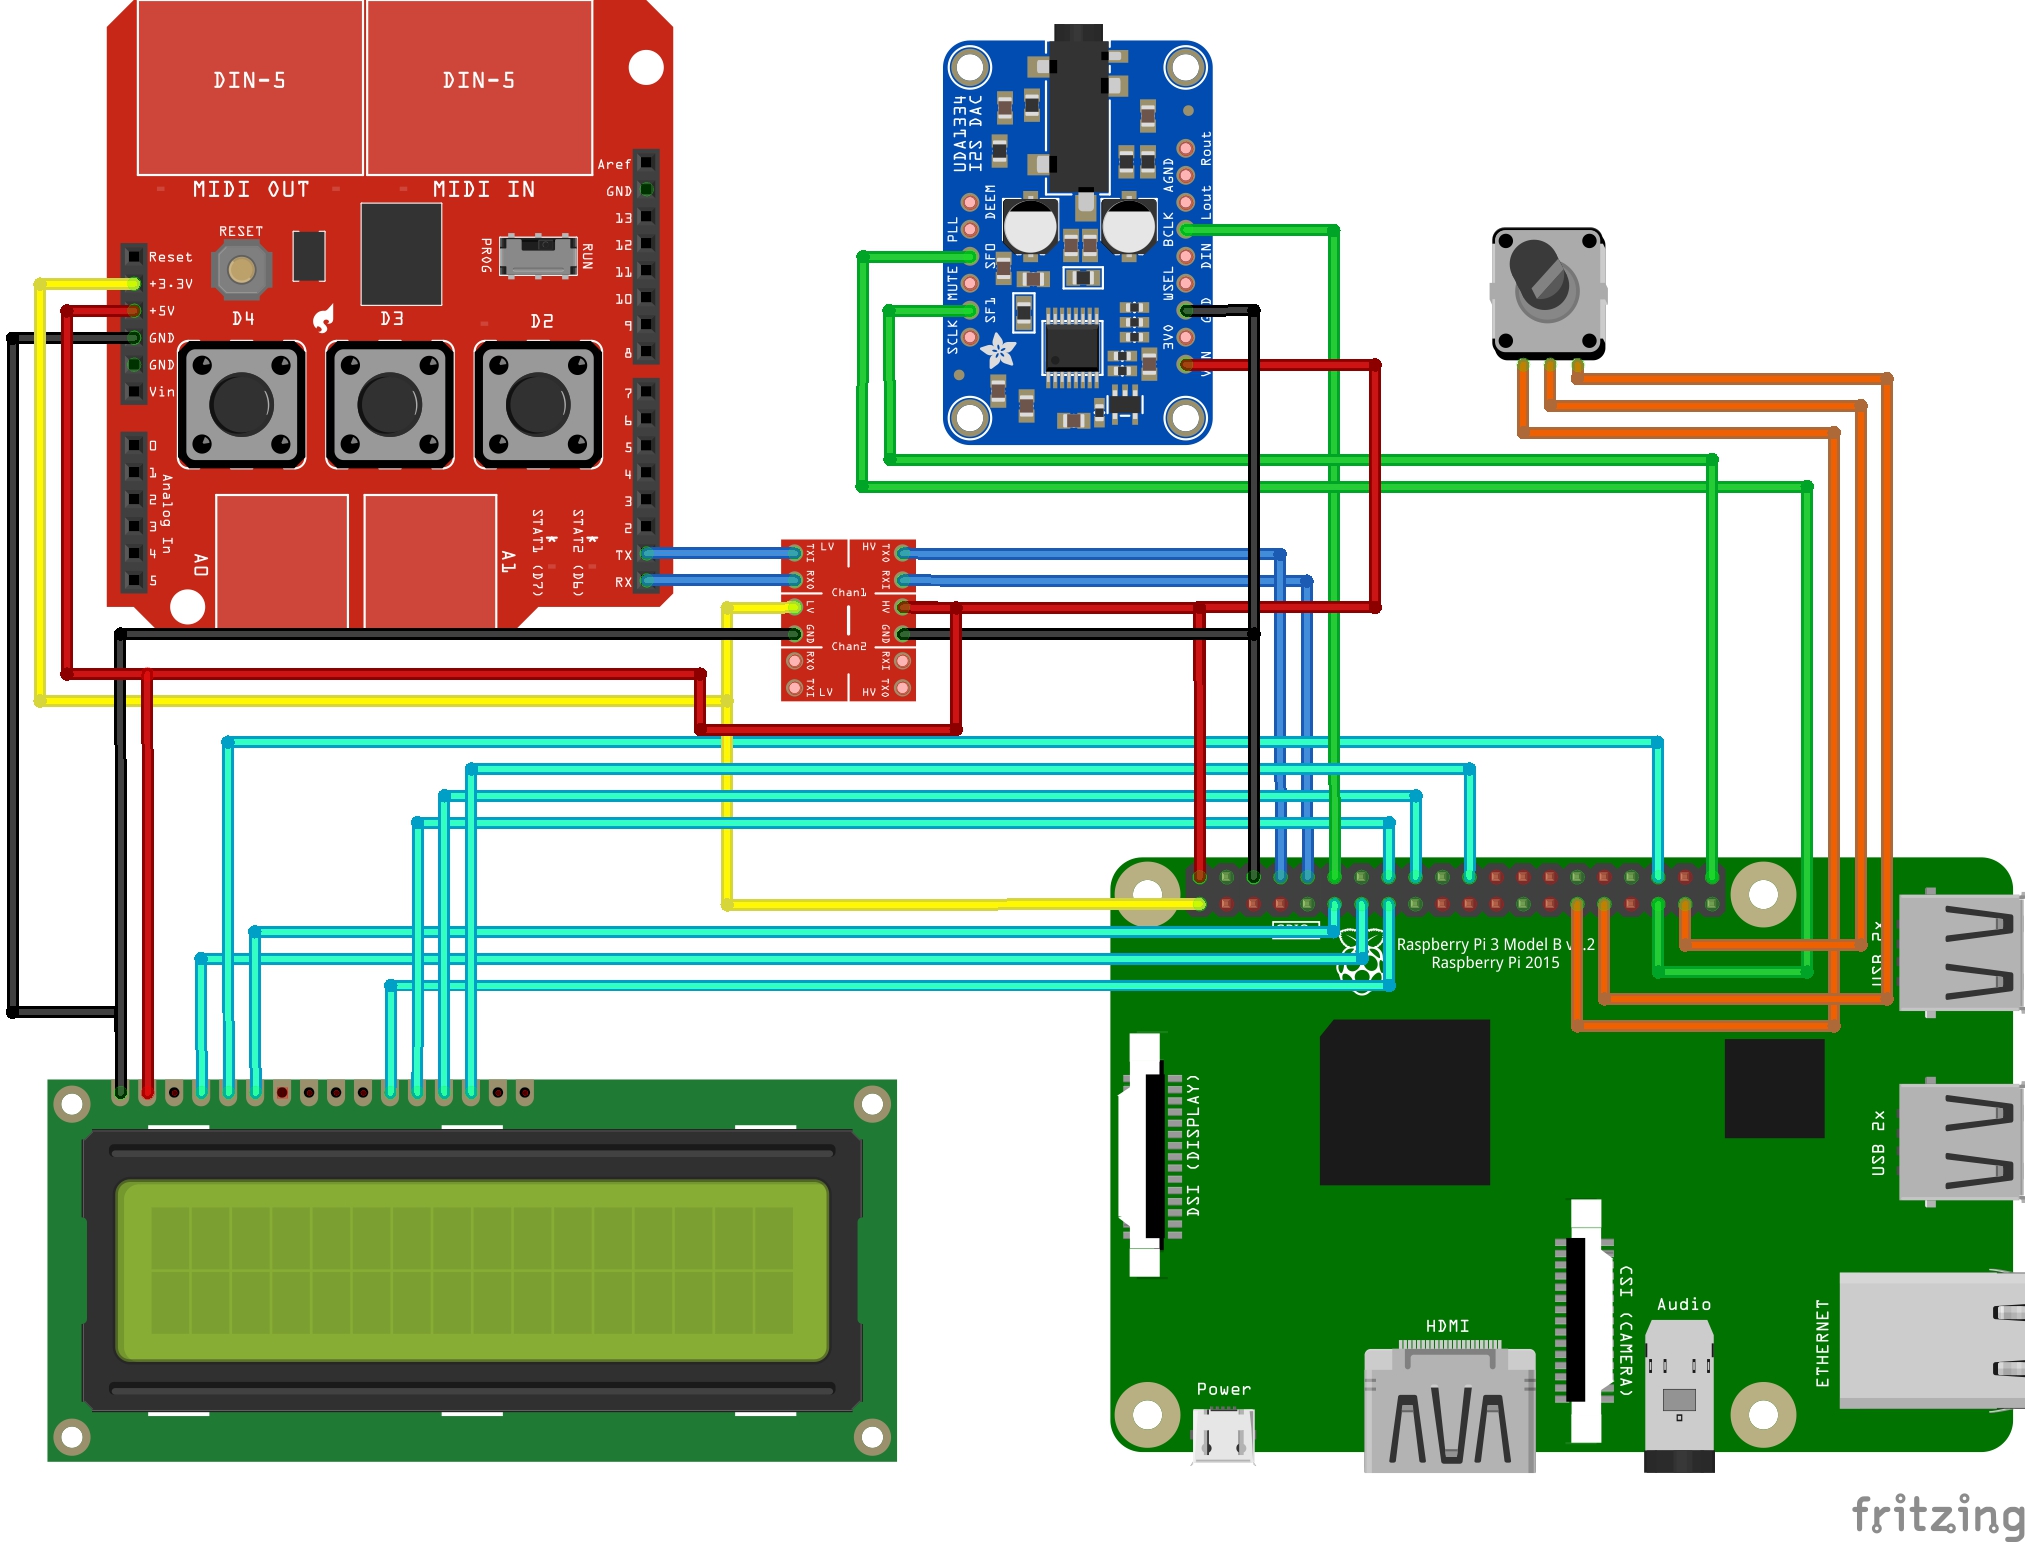 DIN-5
DIN-5
MIDI OUT
MIDI IN
RESET
PROG
RUN
D4
D3
D2
Reset
+3.3V
+5V
GND
GND
Vin
0
1
2
3
4
5
Analog In
A0
A1
STAT1 (D7)
*
STAT2 (D6)
*
Aref
GND
13
12
11
10
9
8
7
6
5
4
3
2
TX
RX
UDA1334
I2S DAC
DEEM
PLL
SF0
MUTE
SF1
SCLK
Rout
AGND
Lout
BCLK
DIN
WSEL
3V0
LV
HV
TXI
RXO
LV
GND
RXO
TXI
TXO
RXI
HV
GND
RXI
TXO
Chan1
Chan2
LV
HV
Raspberry Pi 3 Model B
Raspberry Pi 2015
DSI (DISPLAY)
USB 2x
USB 2x
ETHERNET
HDMI
CSI (CAMERA)
Audio
Power
fritzing